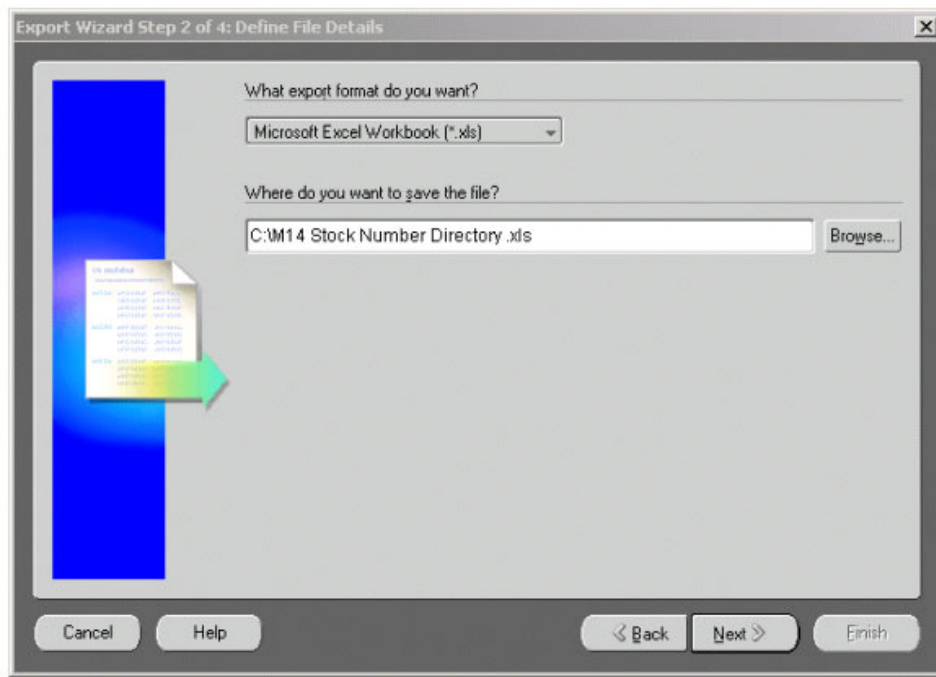 Export Wizard Step 2 of 4: Define File Details
What export format do you want?
Microsoft Excel Workbook (*.xls)
Where do you want to save the file?
C:\M14 Stock Number Directory .xls
Browse...
Cancel
Help
Back
Next
Finish